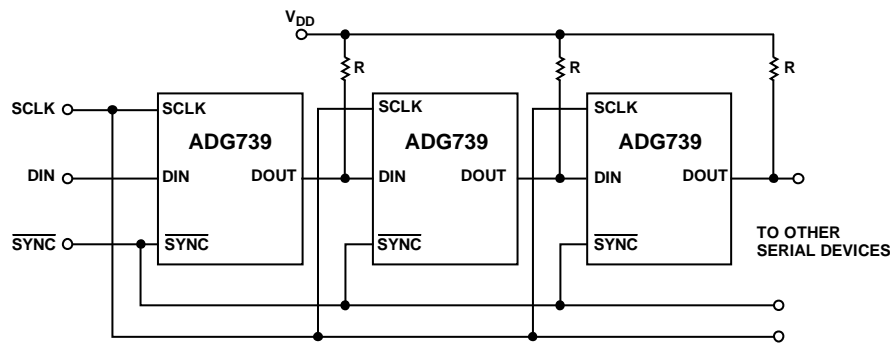 VDD
R
R
R
SCLK
SCLK
SCLK
SCLK
ADG739
ADG739
ADG739
DIN
DIN
DOUT
DIN
DOUT
DIN
DOUT
SYNC
SYNC
SYNC
SYNC
TO OTHER
SERIAL DEVICES